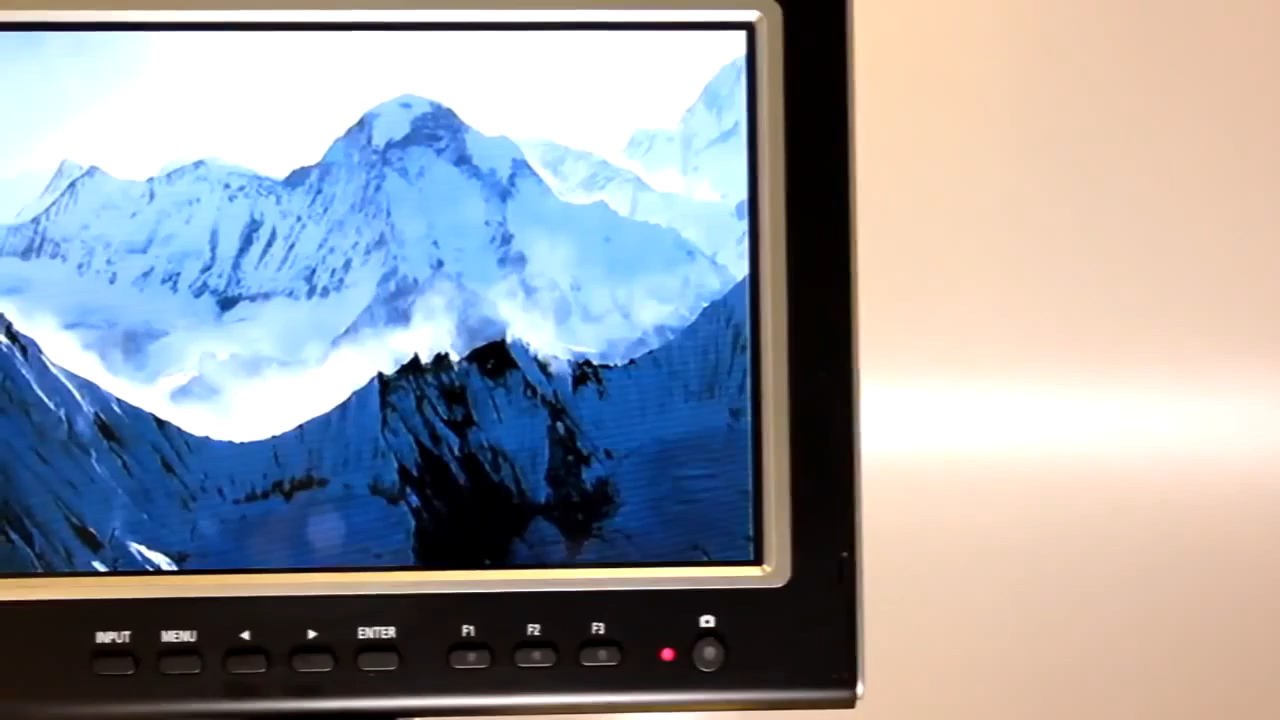 INPUT MENU ◀ ▶ ENTER F1 F2 F3